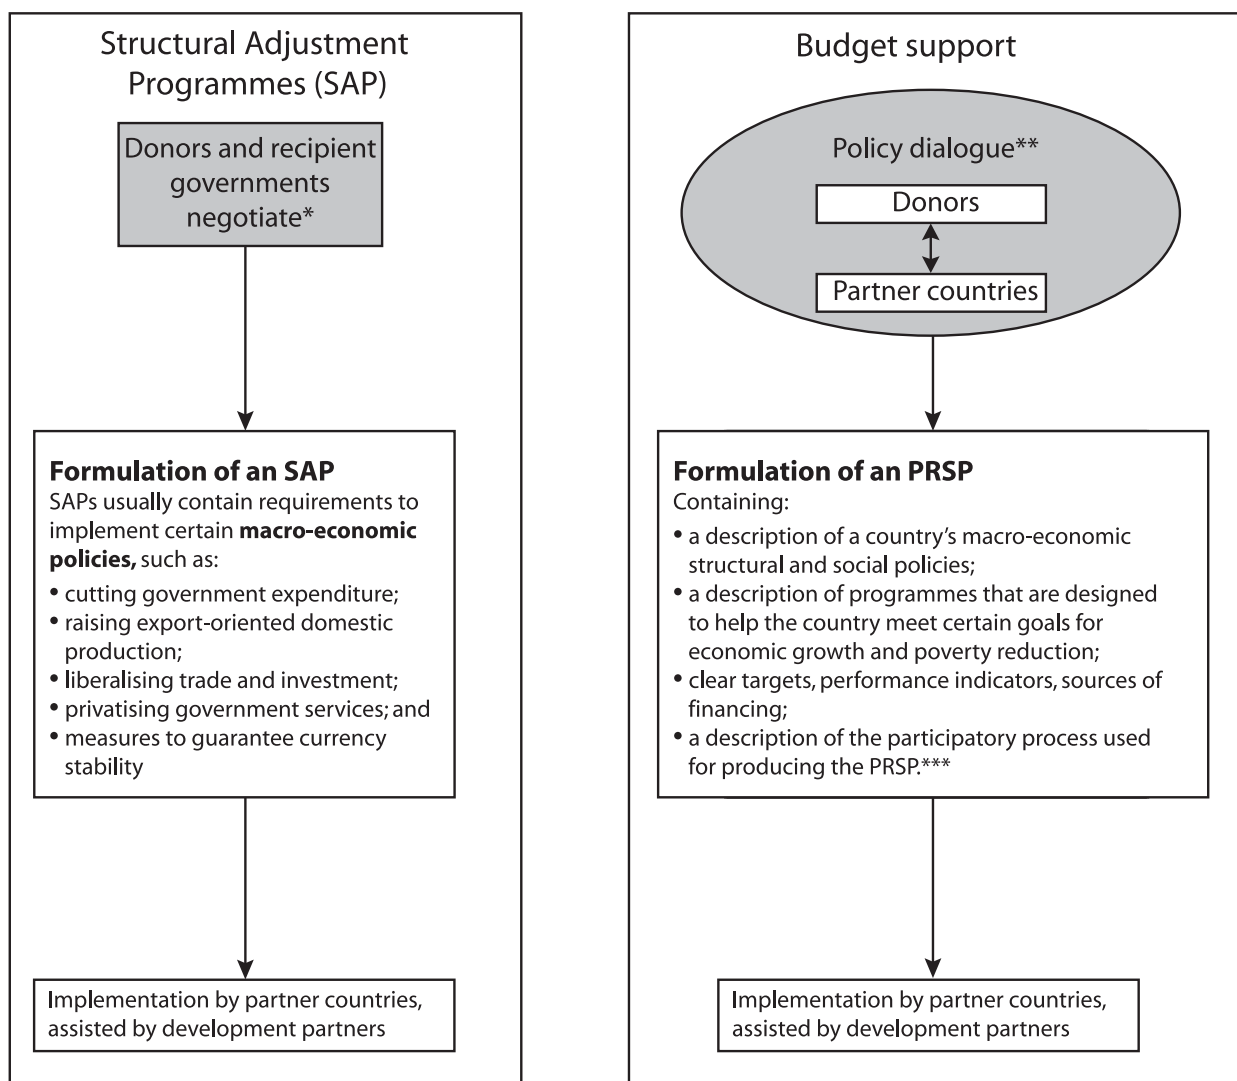 Structural Adjustment
Programmes (SAP)
Donors and recipient
governments
negotiate*
Formulation of an SAP
SAPs usually contain requirements to
implement certain macro-economic
policies, such as:
• cutting government expenditure;
• raising export-oriented domestic
production;
• liberalising trade and investment;
• privatising government services; and
• measures to guarantee currency
stability
Implementation by partner countries,
assisted by development partners
Budget support
Policy dialogue**
Donors
Partner countries
Formulation of an PRSP
Containing:
• a description of a country's macro-economic
structural and social policies;
• a description of programmes that are designed
to help the country meet certain goals for
economic growth and poverty reduction;
• clear targets, performance indicators, sources of
financing;
• a description of the participatory process used
for producing the PRSP.***
Implementation by partner countries,
assisted by development partners